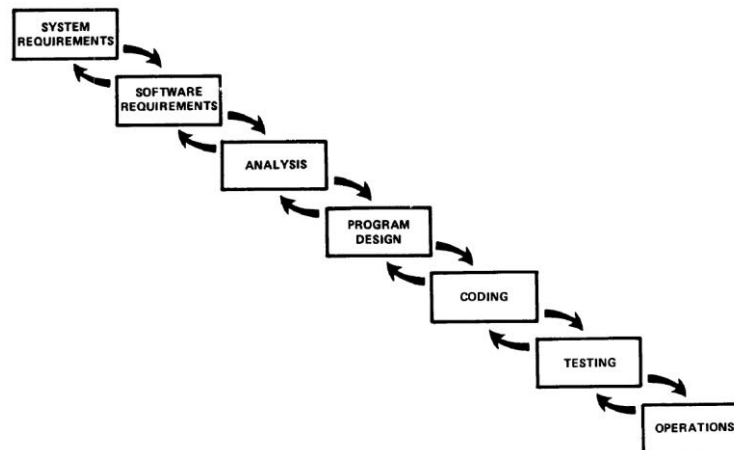 SYSTEM
REQUIREMENTS
SOFTWARE
REQUIREMENTS
ANALYSIS
PROGRAM
DESIGN
CODING
TESTING
OPERATIONS